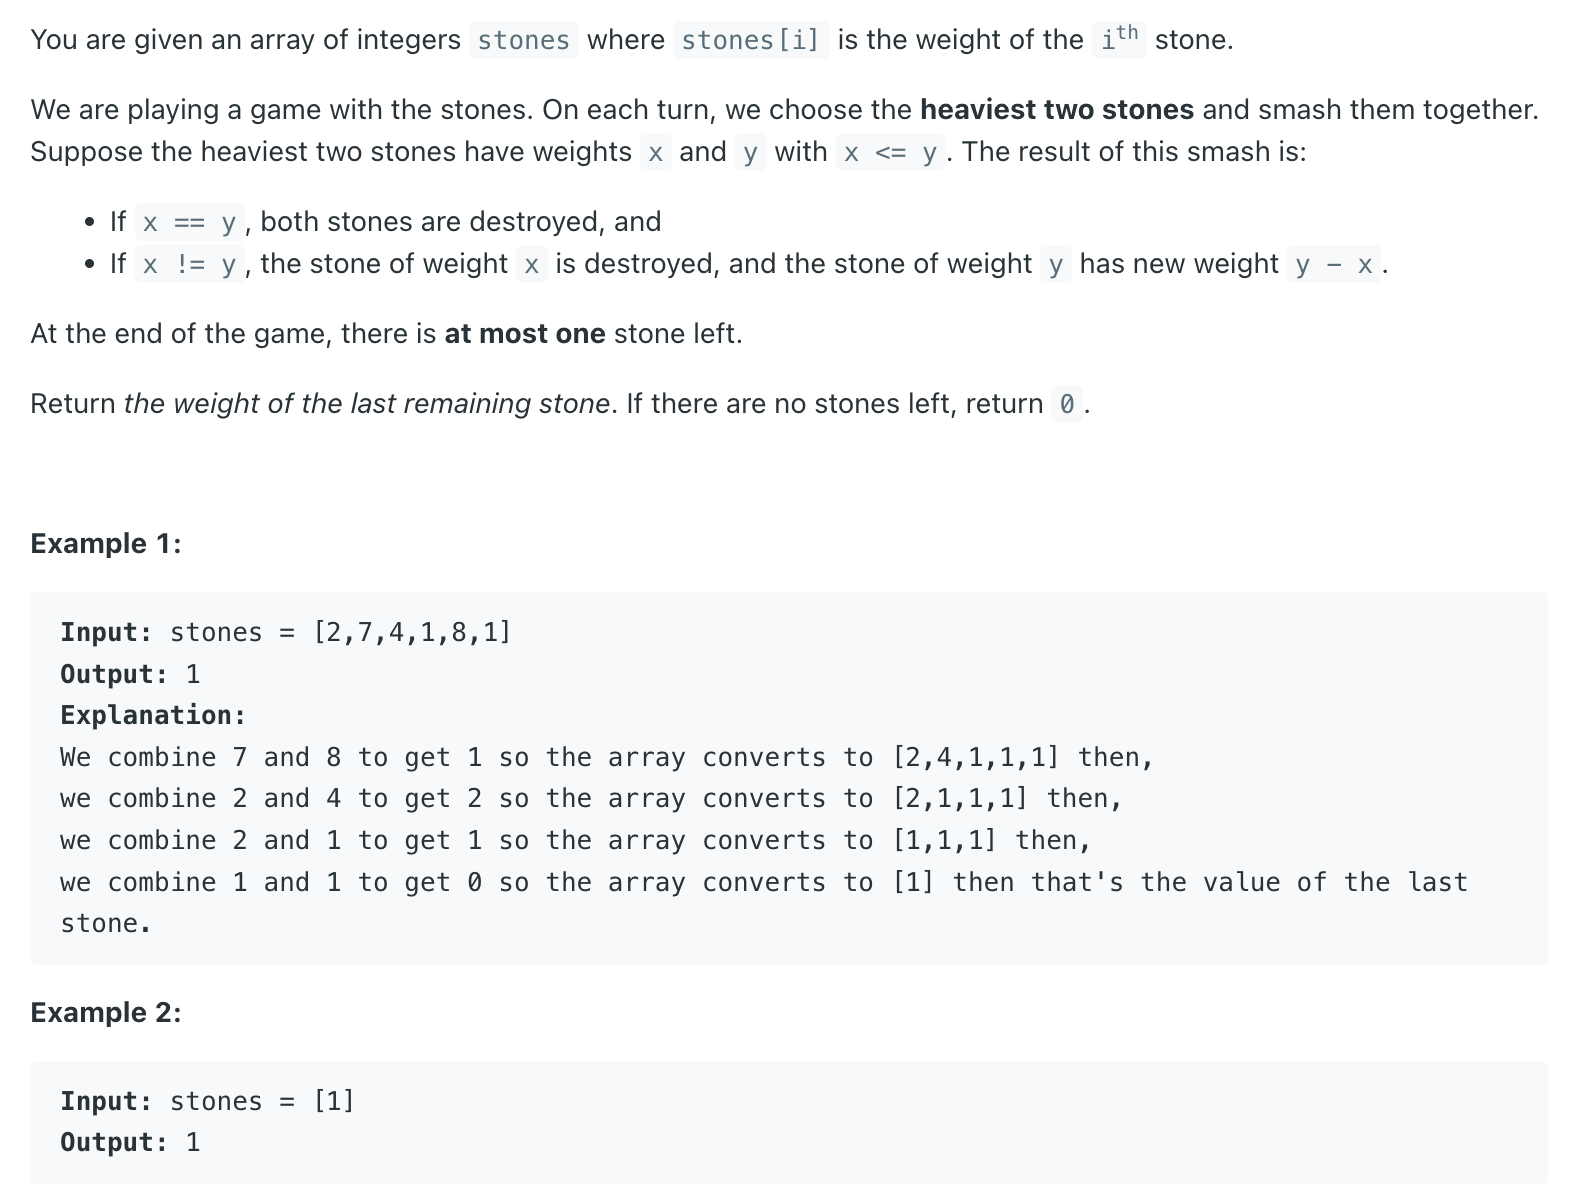 You are given an array of integers stones where stones[i] is the weight of the ith stone.
We are playing a game with the stones. On each turn, we choose the heaviest two stones and smash them together.
Suppose the heaviest two stones have weights x and y with x <= y. The result of this smash is:
• If x == y, both stones are destroyed, and
• If x != y, the stone of weight x is destroyed, and the stone of weight y has new weight y - x.
At the end of the game, there is at most one stone left.
Return the weight of the last remaining stone. If there are no stones left, return 0.
Example 1:
Input: stones = [2,7,4,1,8,1]
Output: 1
Explanation:
We combine 7 and 8 to get 1 so the array converts to [2,4,1,1,1] then,
we combine 2 and 4 to get 2 so the array converts to [2,1,1,1] then,
we combine 2 and 1 to get 1 so the array converts to [1,1,1] then,
we combine 1 and 1 to get 0 so the array converts to [1] then that's the value of the last
stone.
Example 2:
Input: stones = [1]
Output: 1